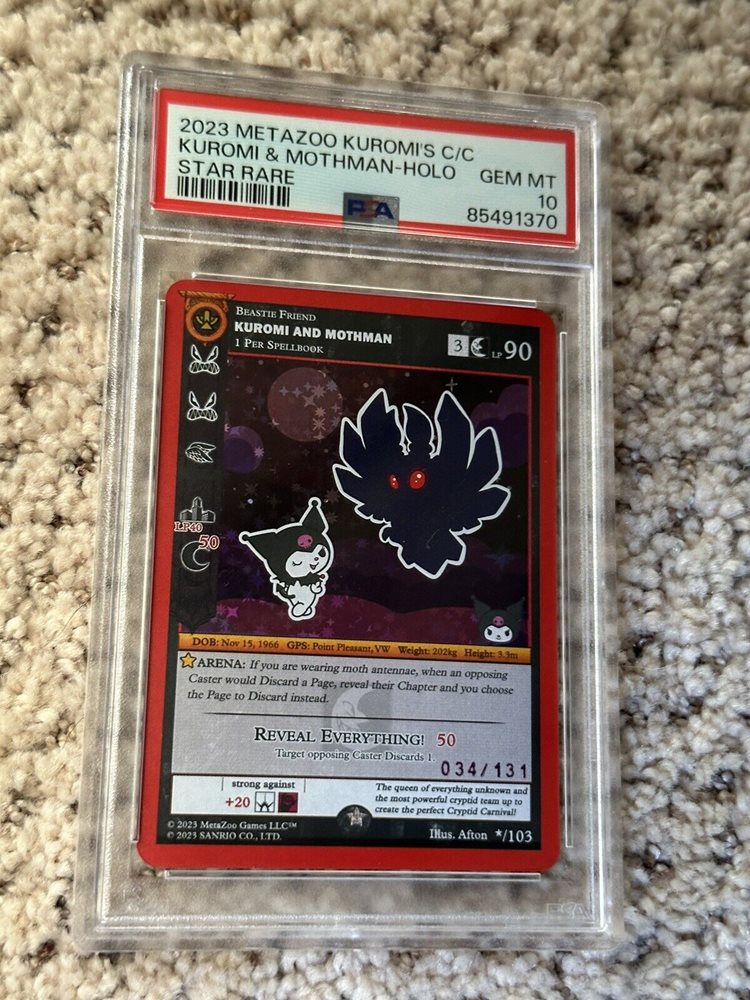 2023 METAZOO KUROMI'S C/C
KUROMI & MOTHMAN-HOLO GEM MT
STAR RARE 10
PSA 85491370
BEASTIE FRIEND
KUROMI AND MOTHMAN
1 PER SPELLBOOK
3 LP 90
LP40
50
DOB: Nov 15, 1966 GPS: Point Pleasant, VW Weight: 202kg Height: 3.3m
ARENA: If you are wearing moth antennae, when an opposing
Caster would Discard a Page, reveal their Chapter and you choose
the Page to Discard instead.
REVEAL EVERYTHING! 50
Target opposing Caster Discards 1.
034/131
strong against
+20
The queen of everything unknown and
the most powerful cryptid team up to
create the perfect Cryptid Carnival!
© 2023 MetaZoo Games LLC™
© 2023 SANRIO CO., LTD.
Illus. Afton */103
PSA